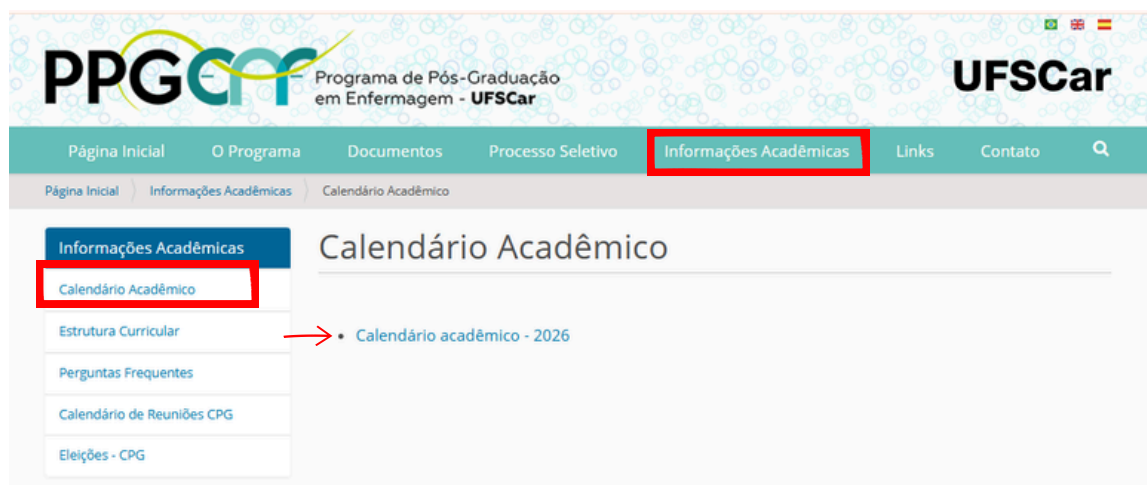 PPGEnf
Programa de Pós-Graduação
em Enfermagem - UFSCar
UFSCar
Página Inicial O Programa Documentos Processo Seletivo Informações Acadêmicas Links Contato
Página Inicial Informações Acadêmicas Calendário Acadêmico
Informações Acadêmicas
Calendário Acadêmico
Estrutura Curricular
Perguntas Frequentes
Calendário de Reuniões CPG
Eleições - CPG
Calendário Acadêmico
• Calendário acadêmico - 2026